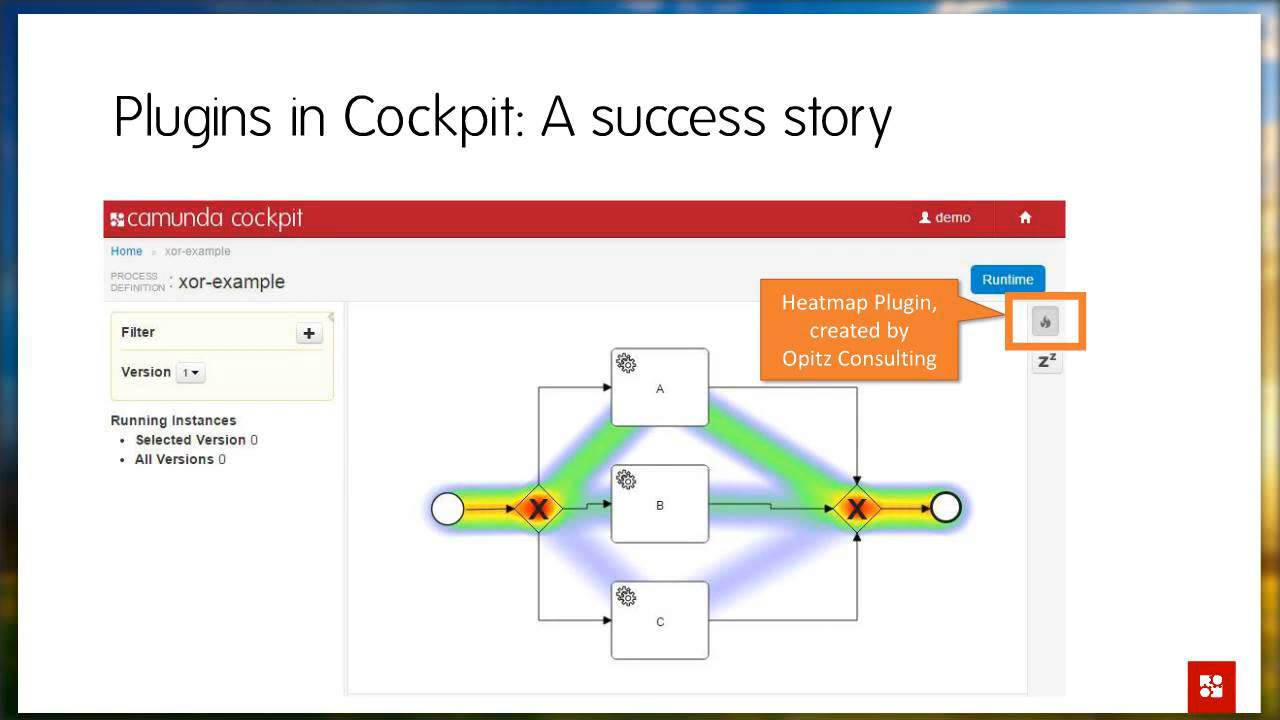 Plugins in Cockpit: A success story
camunda cockpit
demo
Home » xor-example
PROCESS
DEFINITION : xor-example
Runtime
Heatmap Plugin,
created by
Opitz Consulting
Filter
+
Version 1
zz
Running Instances
• Selected Version 0
• All Versions 0
A
B
X
X
C